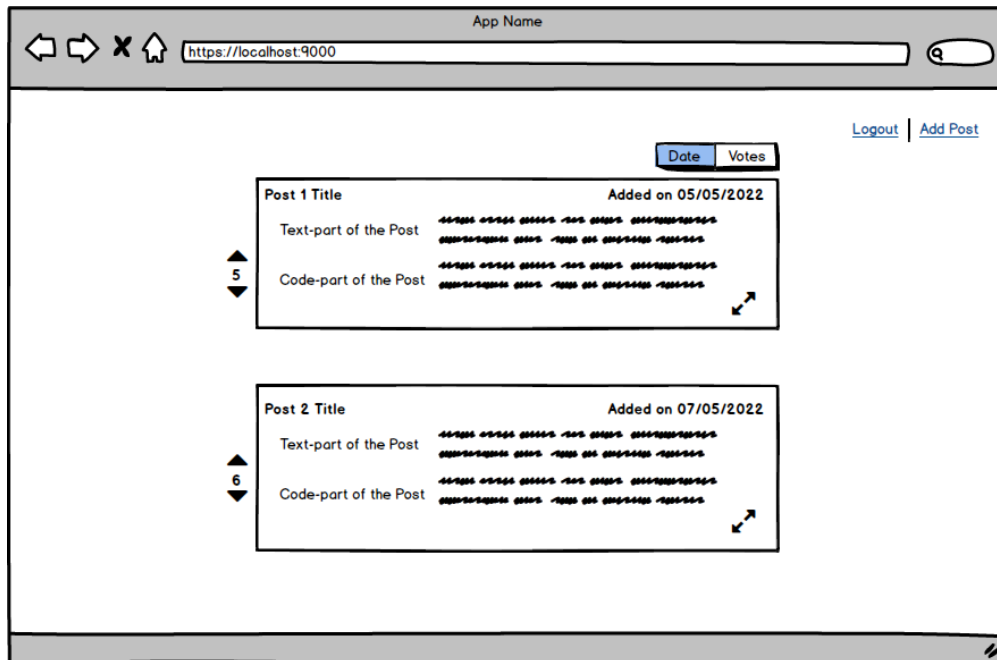 App Name
https://localhost:9000
Logout Add Post
Date Votes
Post 1 Title Added on 05/05/2022
Text-part of the Post
5
Code-part of the Post
Post 2 Title Added on 07/05/2022
Text-part of the Post
6
Code-part of the Post